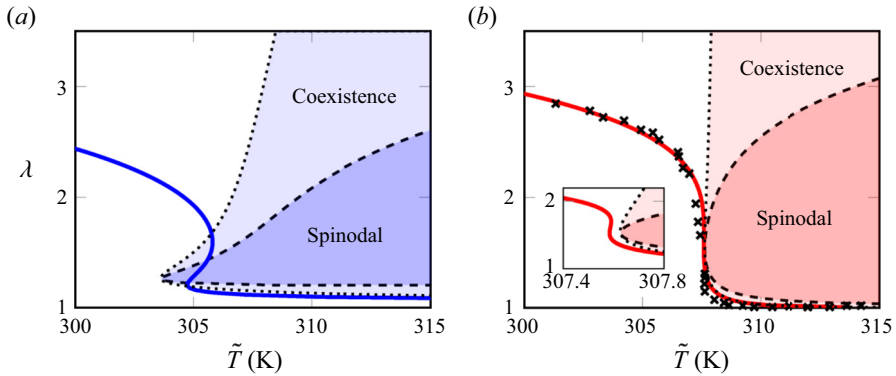 (a)
(b)
3
2
1
λ
Coexistence
Spinodal
300
305
310
315
T̃ (K)
3
2
1
Coexistence
Spinodal
2
1
307.4
307.8
300
305
310
315
T̃ (K)